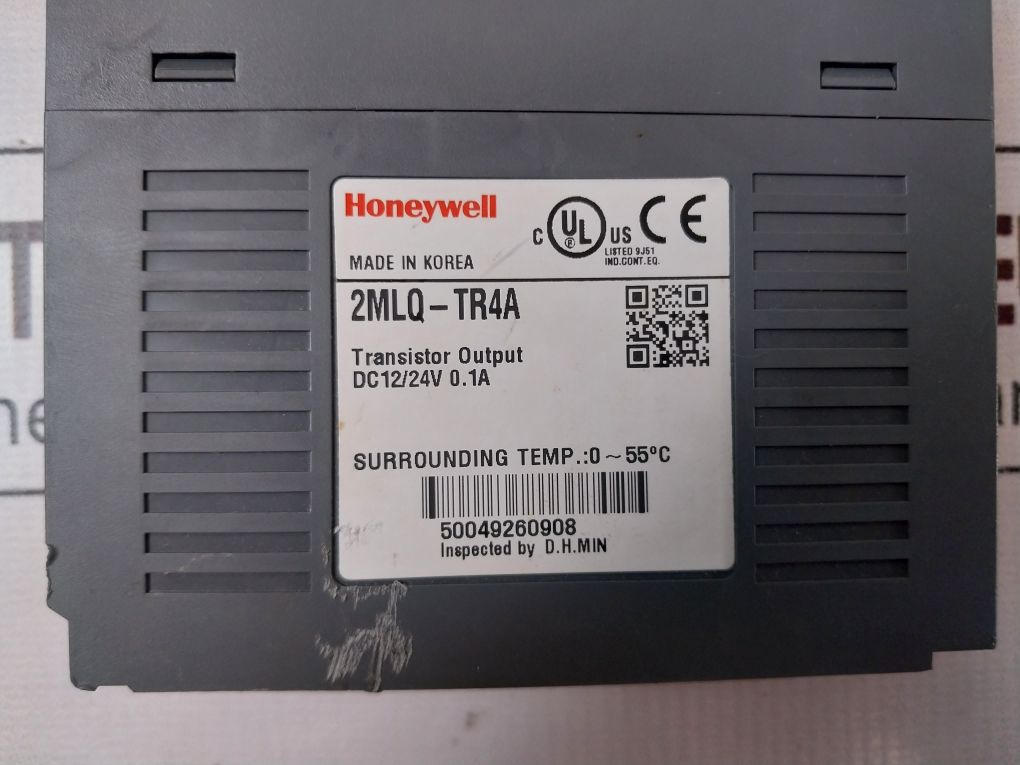 Honeywell
C UL US CE
LISTED 9J51
IND.CONT.EQ.
MADE IN KOREA
2MLQ-TR4A
Transistor Output
DC12/24V 0.1A
SURROUNDING TEMP.:0~55ºC
50049260908
Inspected by D.H.MIN